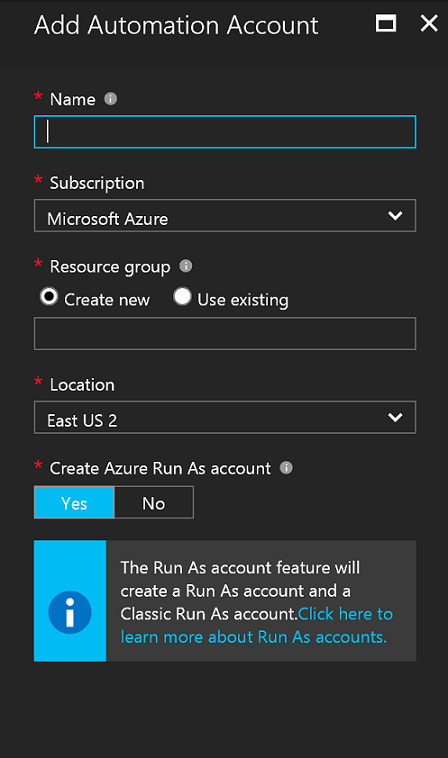 Add Automation Account
* Name
* Subscription
Microsoft Azure
* Resource group
Create new Use existing
* Location
East US 2
* Create Azure Run As account
Yes No
The Run As account feature will
create a Run As account and a
Classic Run As account.Click here to
learn more about Run As accounts.